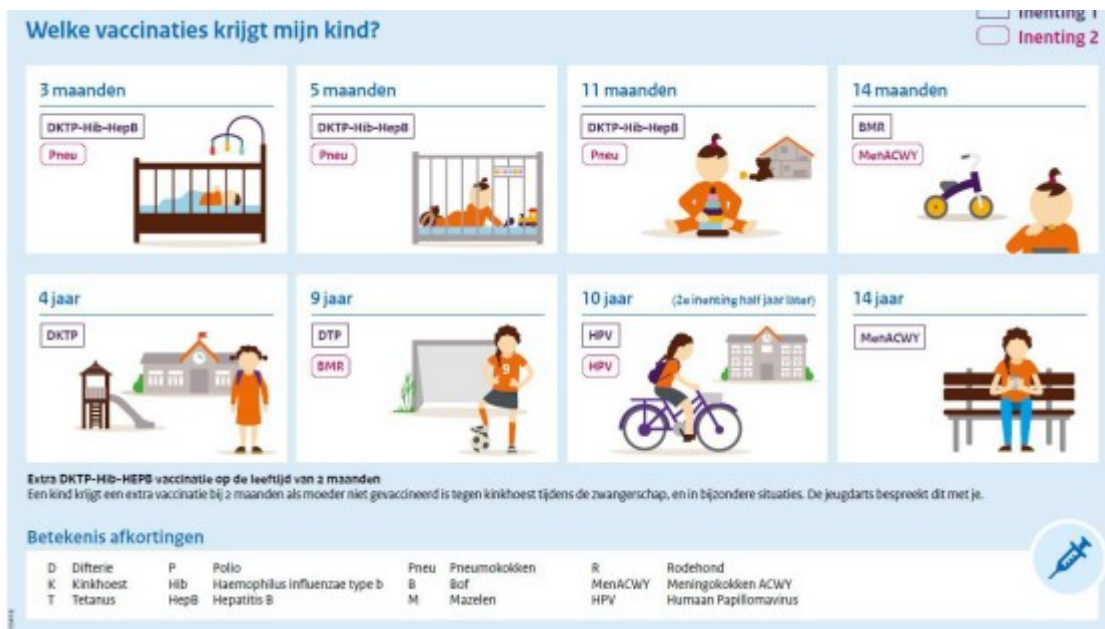 Welke vaccinaties krijgt mijn kind?
Inenting 1
Inenting 2
3 maanden
DKTP-Hib-HepB
Pneu
5 maanden
DKTP-Hib-HepB
Pneu
11 maanden
DKTP-Hib-HepB
Pneu
14 maanden
BMR
MenACWY
4 jaar
DKTP
9 jaar
DTP
BMR
9
10 jaar (2e inenting half jaar later)
HPV
HPV
14 jaar
MenACWY
Extra DKTP-Hib-HEPB vaccinatie op de leeftijd van 2 maanden
Een kind krijgt een extra vaccinatie bij 2 maanden als moeder niet gevaccineerd is tegen kinkhoest tijdens de zwangerschap, en in bijzondere situaties. De jeugdarts bespreekt dit met je.
Betekenis afkortingen
D Difterie P Polio Pneu Pneumokokken R Rodehond
K Kinkhoest Hib Haemophilus influenzae type b B Bof MenACWY Meningokokken ACWY
T Tetanus HepB Hepatitis B M Mazelen HPV Humaan Papillomavirus